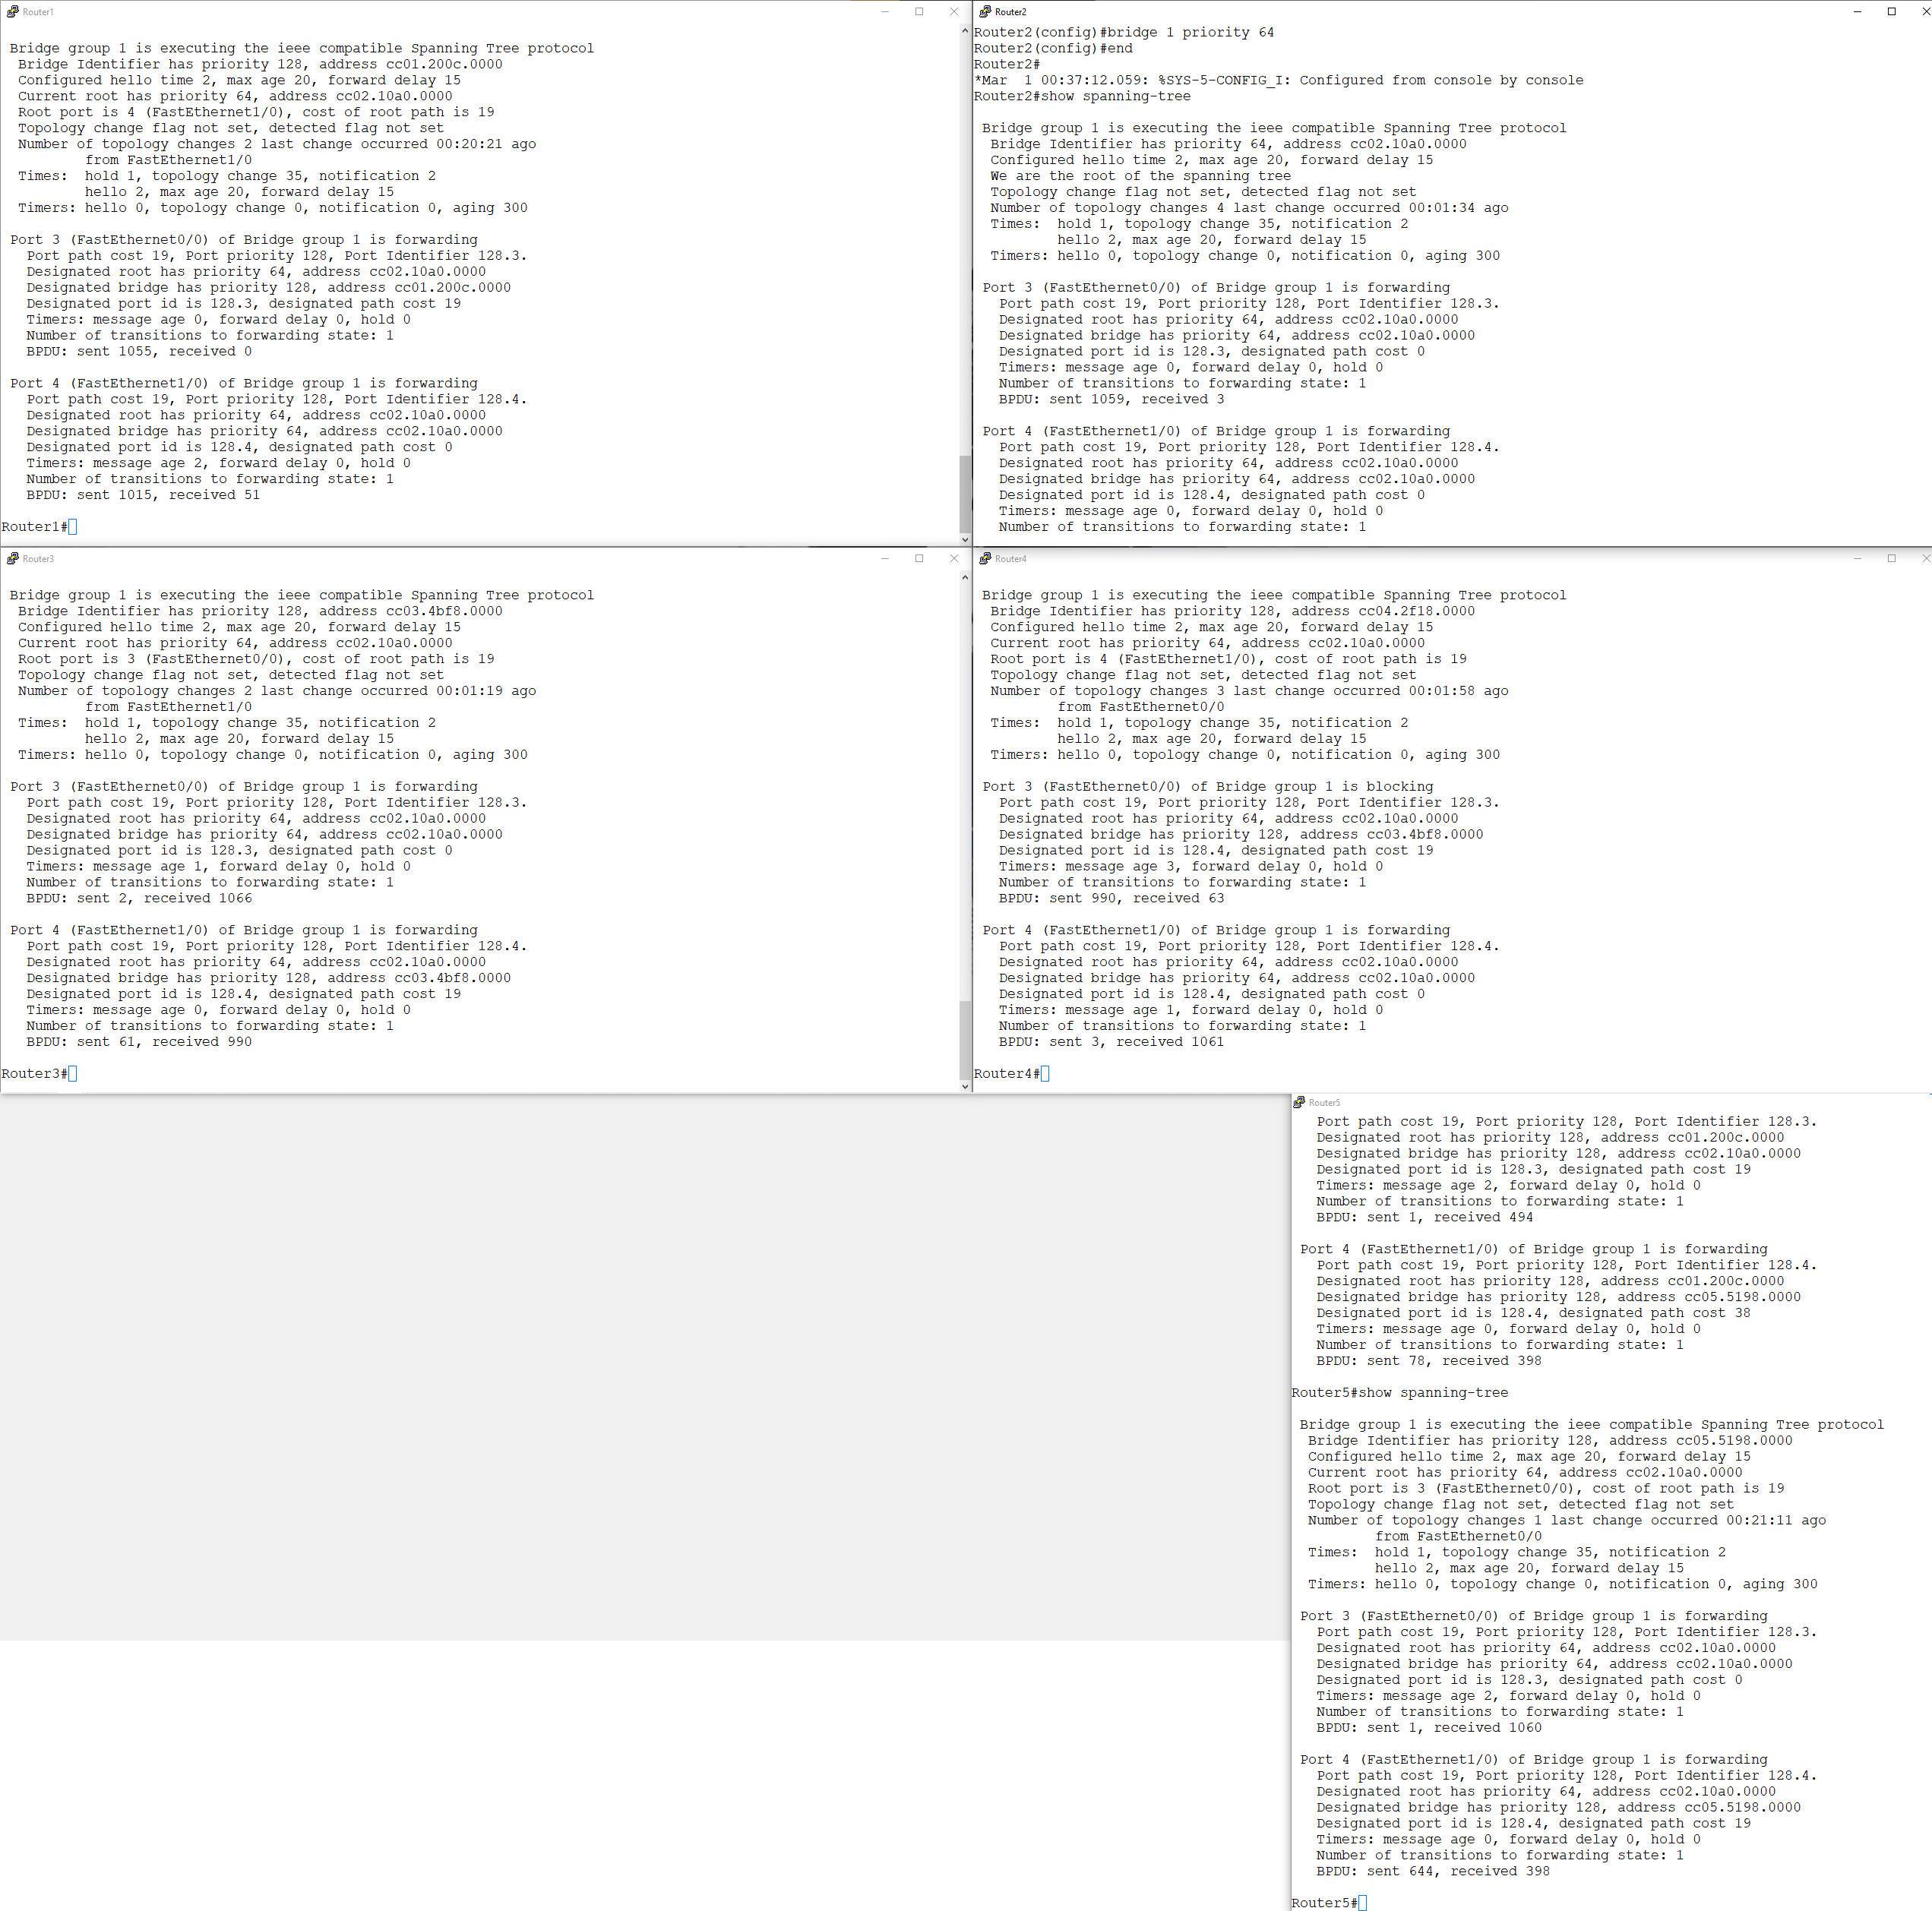 Router1
Bridge group 1 is executing the ieee compatible Spanning Tree protocol
Bridge Identifier has priority 128, address cc01.200c.0000
Configured hello time 2, max age 20, forward delay 15
Current root has priority 64, address cc02.10a0.0000
Root port is 4 (FastEthernet1/0), cost of root path is 19
Topology change flag not set, detected flag not set
Number of topology changes 2 last change occurred 00:20:21 ago
from FastEthernet1/0
Times: hold 1, topology change 35, notification 2
hello 2, max age 20, forward delay 15
Timers: hello 0, topology change 0, notification 0, aging 300
Port 3 (FastEthernet0/0) of Bridge group 1 is forwarding
Port path cost 19, Port priority 128, Port Identifier 128.3.
Designated root has priority 64, address cc02.10a0.0000
Designated bridge has priority 128, address cc01.200c.0000
Designated port id is 128.3, designated path cost 19
Timers: message age 0, forward delay 0, hold 0
Number of transitions to forwarding state: 1
BPDU: sent 1055, received 0
Port 4 (FastEthernet1/0) of Bridge group 1 is forwarding
Port path cost 19, Port priority 128, Port Identifier 128.4.
Designated root has priority 64, address cc02.10a0.0000
Designated bridge has priority 64, address cc02.10a0.0000
Designated port id is 128.4, designated path cost 0
Timers: message age 2, forward delay 0, hold 0
Number of transitions to forwarding state: 1
BPDU: sent 1015, received 51
Router1#
Router2
Router2(config)#bridge 1 priority 64
Router2(config)#end
Router2#
*Mar 1 00:37:12.059: %SYS-5-CONFIG_I: Configured from console by console
Router2#show spanning-tree
Bridge group 1 is executing the ieee compatible Spanning Tree protocol
Bridge Identifier has priority 64, address cc02.10a0.0000
Configured hello time 2, max age 20, forward delay 15
We are the root of the spanning tree
Topology change flag not set, detected flag not set
Number of topology changes 4 last change occurred 00:01:34 ago
Times: hold 1, topology change 35, notification 2
hello 2, max age 20, forward delay 15
Timers: hello 0, topology change 0, notification 0, aging 300
Port 3 (FastEthernet0/0) of Bridge group 1 is forwarding
Port path cost 19, Port priority 128, Port Identifier 128.3.
Designated root has priority 64, address cc02.10a0.0000
Designated bridge has priority 64, address cc02.10a0.0000
Designated port id is 128.3, designated path cost 0
Timers: message age 0, forward delay 0, hold 0
Number of transitions to forwarding state: 1
BPDU: sent 1059, received 3
Port 4 (FastEthernet1/0) of Bridge group 1 is forwarding
Port path cost 19, Port priority 128, Port Identifier 128.4.
Designated root has priority 64, address cc02.10a0.0000
Designated bridge has priority 64, address cc02.10a0.0000
Designated port id is 128.4, designated path cost 0
Timers: message age 0, forward delay 0, hold 0
Number of transitions to forwarding state: 1
Router3
Bridge group 1 is executing the ieee compatible Spanning Tree protocol
Bridge Identifier has priority 128, address cc03.4bf8.0000
Configured hello time 2, max age 20, forward delay 15
Current root has priority 64, address cc02.10a0.0000
Root port is 3 (FastEthernet0/0), cost of root path is 19
Topology change flag not set, detected flag not set
Number of topology changes 2 last change occurred 00:01:19 ago
from FastEthernet1/0
Times: hold 1, topology change 35, notification 2
hello 2, max age 20, forward delay 15
Timers: hello 0, topology change 0, notification 0, aging 300
Port 3 (FastEthernet0/0) of Bridge group 1 is forwarding
Port path cost 19, Port priority 128, Port Identifier 128.3.
Designated root has priority 64, address cc02.10a0.0000
Designated bridge has priority 64, address cc02.10a0.0000
Designated port id is 128.3, designated path cost 0
Timers: message age 1, forward delay 0, hold 0
Number of transitions to forwarding state: 1
BPDU: sent 2, received 1066
Port 4 (FastEthernet1/0) of Bridge group 1 is forwarding
Port path cost 19, Port priority 128, Port Identifier 128.4.
Designated root has priority 64, address cc02.10a0.0000
Designated bridge has priority 128, address cc03.4bf8.0000
Designated port id is 128.4, designated path cost 19
Timers: message age 0, forward delay 0, hold 0
Number of transitions to forwarding state: 1
BPDU: sent 61, received 990
Router3#
Router4
Bridge group 1 is executing the ieee compatible Spanning Tree protocol
Bridge Identifier has priority 128, address cc04.2f18.0000
Configured hello time 2, max age 20, forward delay 15
Current root has priority 64, address cc02.10a0.0000
Root port is 4 (FastEthernet1/0), cost of root path is 19
Topology change flag not set, detected flag not set
Number of topology changes 3 last change occurred 00:01:58 ago
from FastEthernet0/0
Times: hold 1, topology change 35, notification 2
hello 2, max age 20, forward delay 15
Timers: hello 0, topology change 0, notification 0, aging 300
Port 3 (FastEthernet0/0) of Bridge group 1 is blocking
Port path cost 19, Port priority 128, Port Identifier 128.3.
Designated root has priority 64, address cc02.10a0.0000
Designated bridge has priority 128, address cc03.4bf8.0000
Designated port id is 128.4, designated path cost 19
Timers: message age 3, forward delay 0, hold 0
Number of transitions to forwarding state: 1
BPDU: sent 990, received 63
Port 4 (FastEthernet1/0) of Bridge group 1 is forwarding
Port path cost 19, Port priority 128, Port Identifier 128.4.
Designated root has priority 64, address cc02.10a0.0000
Designated bridge has priority 64, address cc02.10a0.0000
Designated port id is 128.4, designated path cost 0
Timers: message age 1, forward delay 0, hold 0
Number of transitions to forwarding state: 1
BPDU: sent 3, received 1061
Router4#
Router5
Port path cost 19, Port priority 128, Port Identifier 128.3.
Designated root has priority 128, address cc01.200c.0000
Designated bridge has priority 128, address cc02.10a0.0000
Designated port id is 128.3, designated path cost 19
Timers: message age 2, forward delay 0, hold 0
Number of transitions to forwarding state: 1
BPDU: sent 1, received 494
Port 4 (FastEthernet1/0) of Bridge group 1 is forwarding
Port path cost 19, Port priority 128, Port Identifier 128.4.
Designated root has priority 128, address cc01.200c.0000
Designated bridge has priority 128, address cc05.5198.0000
Designated port id is 128.4, designated path cost 38
Timers: message age 0, forward delay 0, hold 0
Number of transitions to forwarding state: 1
BPDU: sent 78, received 398
Router5#show spanning-tree
Bridge group 1 is executing the ieee compatible Spanning Tree protocol
Bridge Identifier has priority 128, address cc05.5198.0000
Configured hello time 2, max age 20, forward delay 15
Current root has priority 64, address cc02.10a0.0000
Root port is 3 (FastEthernet0/0), cost of root path is 19
Topology change flag not set, detected flag not set
Number of topology changes 1 last change occurred 00:21:11 ago
from FastEthernet0/0
Times: hold 1, topology change 35, notification 2
hello 2, max age 20, forward delay 15
Timers: hello 0, topology change 0, notification 0, aging 300
Port 3 (FastEthernet0/0) of Bridge group 1 is forwarding
Port path cost 19, Port priority 128, Port Identifier 128.3.
Designated root has priority 64, address cc02.10a0.0000
Designated bridge has priority 64, address cc02.10a0.0000
Designated port id is 128.3, designated path cost 0
Timers: message age 2, forward delay 0, hold 0
Number of transitions to forwarding state: 1
BPDU: sent 1, received 1060
Port 4 (FastEthernet1/0) of Bridge group 1 is forwarding
Port path cost 19, Port priority 128, Port Identifier 128.4.
Designated root has priority 64, address cc02.10a0.0000
Designated bridge has priority 128, address cc05.5198.0000
Designated port id is 128.4, designated path cost 19
Timers: message age 0, forward delay 0, hold 0
Number of transitions to forwarding state: 1
BPDU: sent 644, received 398
Router5#